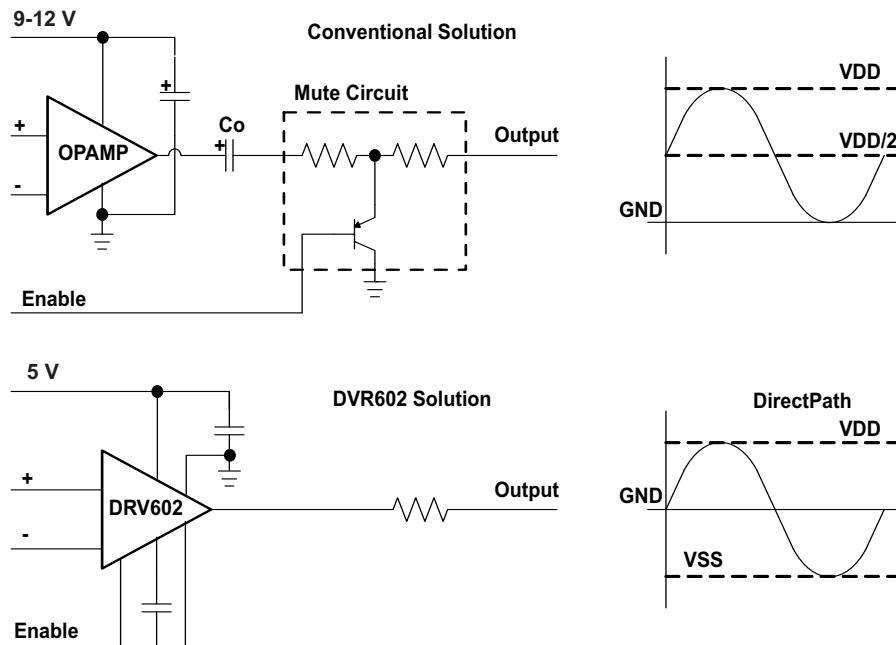 9-12 V
Conventional Solution
VDD
Mute Circuit
+
+
Co
+
Output
OPAMP
VDD/2
-
GND
Enable
5 V
DVR602 Solution
DirectPath
VDD
+
Output
GND
DRV602
-
VSS
Enable